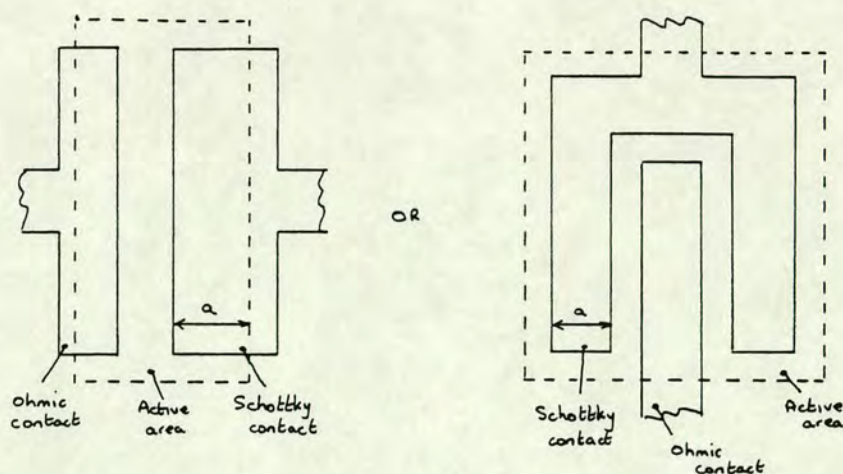 OR
a
a
Ohmic
contact
Active
area
Schottky
contact
Schottky
contact
Ohmic
contact
Active
area